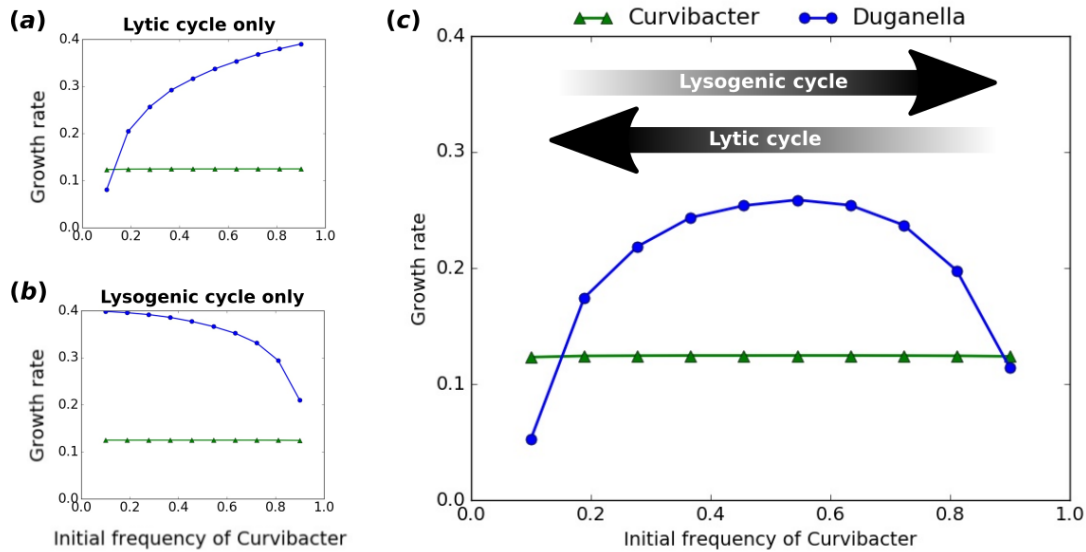 (a)
Lytic cycle only
0.4
0.3
0.2
0.1
0.0
0.0 0.2 0.4 0.6 0.8 1.0
Growth rate
(b)
Lysogenic cycle only
0.4
0.3
0.4
0.1
0.0
0.0 0.2 0.4 0.6 0.8 1.0
Growth rate
Initial frequency of Curvibacter
(c)
Curvibacter Duganella
Lysogenic cycle
Lytic cycle
0.4
0.3
0.2
0.1
0.0
0.0 0.2 0.4 0.6 0.8 1.0
Growth rate
Initial frequency of Curvibacter